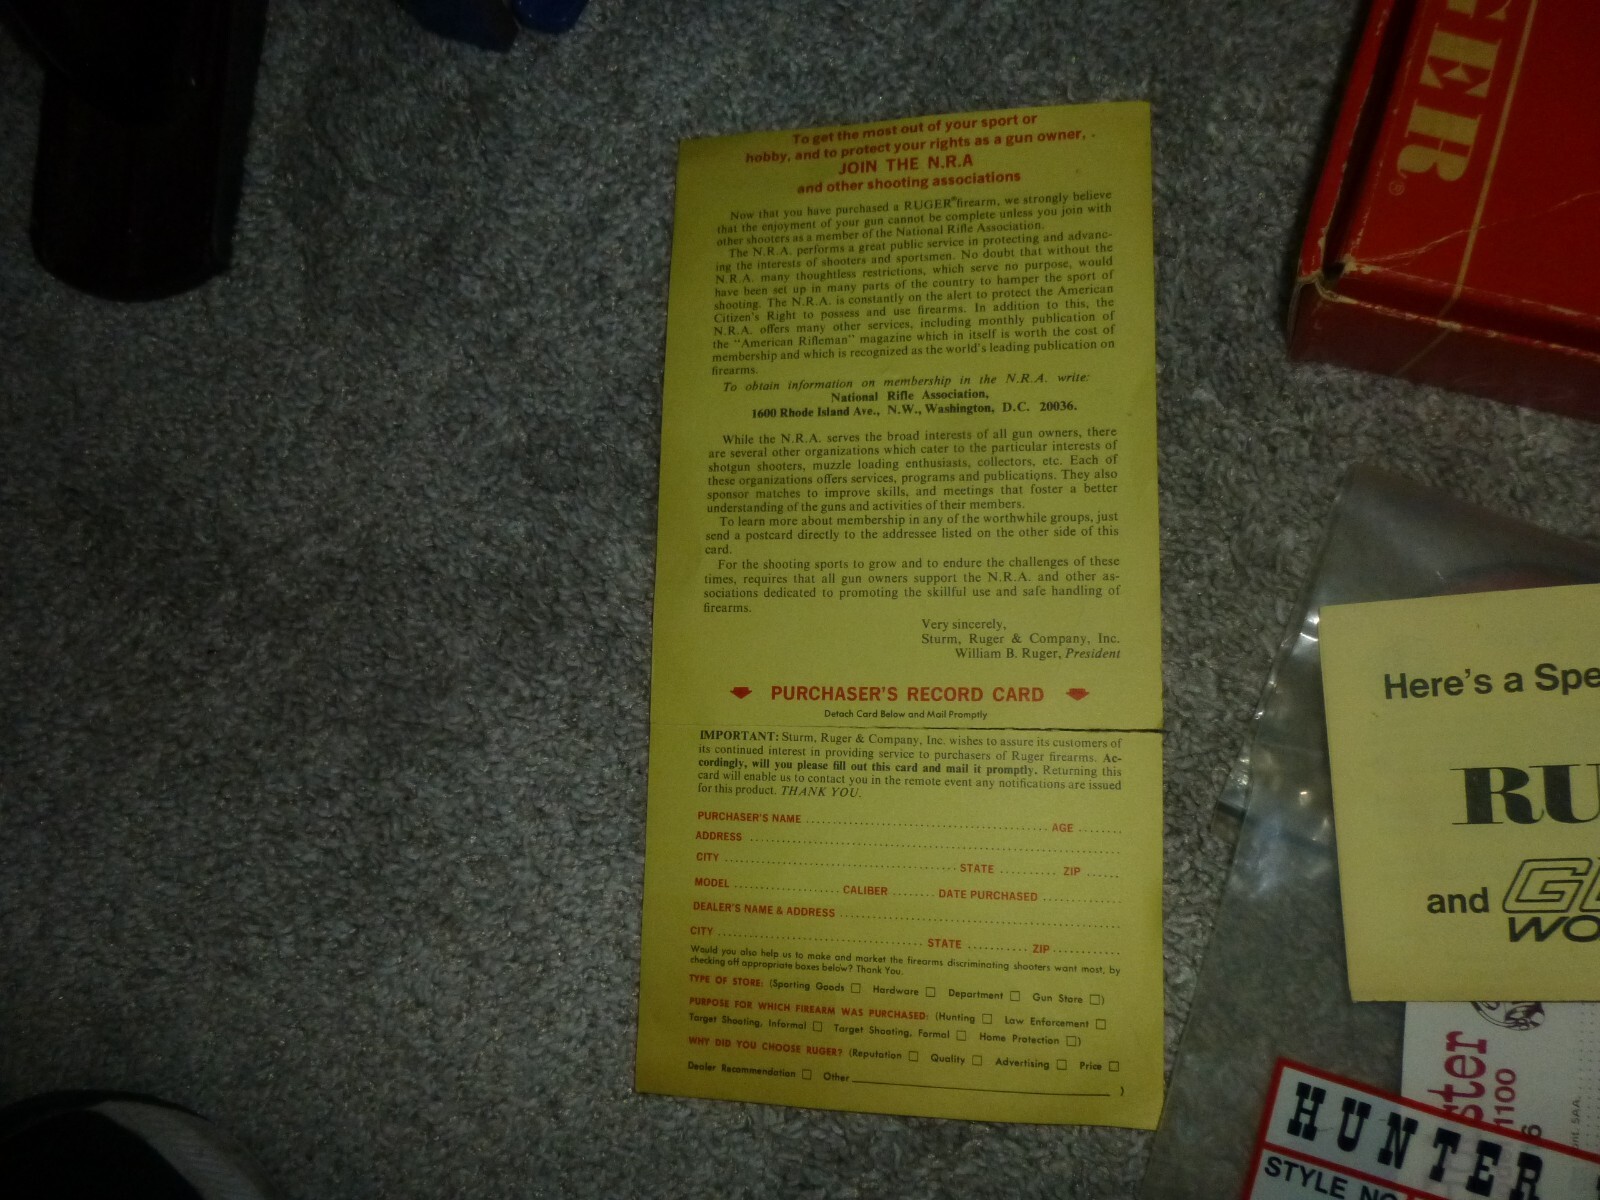 To get the most out of your sport or
hobby, and to protect your rights as a gun owner,
JOIN THE N.R.A
and other shooting associations
Now that you have purchased a RUGER® firearm, we strongly believe
that the enjoyment of your gun cannot be complete unless you join with
other shooters as a member of the National Rifle Association.
The N.R.A. performs a great public service in protecting and advanc-
ing the interests of shooters and sportsmen. No doubt that without the
N.R.A. many thoughtless restrictions, which serve no purpose, would
have been set up in many parts of the country to hamper the sport of
shooting. The N.R.A. is constantly on the alert to protect the American
Citizen's Right to possess and use firearms. In addition to this, the
N.R.A. offers many other services, including monthly publication of
the "American Rifleman" magazine which in itself is worth the cost of
membership and which is recognized as the world's leading publication on
firearms.
To obtain information on membership in the N.R.A. write:
National Rifle Association,
1600 Rhode Island Ave., N.W., Washington, D.C. 20036.
While the N.R.A. serves the broad interests of all gun owners, there
are several other organizations which cater to the particular interests of
shotgun shooters, muzzle loading enthusiasts, collectors, etc. Each of
these organizations offers services, programs and publications. They also
sponsor matches to improve skills, and meetings that foster a better
understanding of the guns and activities of their members.
To learn more about membership in any of the worthwhile groups, just
send a postcard directly to the addressee listed on the other side of this
card.
For the shooting sports to grow and to endure the challenges of these
times, requires that all gun owners support the N.R.A. and other as-
sociations dedicated to promoting the skillful use and safe handling of
firearms.
Very sincerely,
Sturm, Ruger & Company, Inc.
William B. Ruger, President
PURCHASER'S RECORD CARD
Detach Card Below and Mail Promptly
IMPORTANT: Sturm, Ruger & Company, Inc. wishes to assure its customers of
its continued interest in providing service to purchasers of Ruger firearms. Ac-
cordingly, will you please fill out this card and mail it promptly. Returning this
card will enable us to contact you in the remote event any notifications are issued
for this product. THANK YOU.
PURCHASER'S NAME AGE
ADDRESS
CITY STATE ZIP
MODEL CALIBER DATE PURCHASED
DEALER'S NAME & ADDRESS
CITY STATE ZIP
Would you also help us to make and market the firearms discriminating shooters want most, by
checking off appropriate boxes below? Thank You.
TYPE OF STORE: (Sporting Goods □ Hardware □ Department □ Gun Store □)
PURPOSE FOR WHICH FIREARM WAS PURCHASED: (Hunting □ Law Enforcement □
Target Shooting, Informal □ Target Shooting, Formal □ Home Protection □)
WHY DID YOU CHOOSE RUGER? (Reputation □ Quality □ Advertising □ Price □
Dealer Recommendation □ Other )
GER®
Here's a Spe
RU
and
WO
ster
1100
6
HUNTER
STYLE NO